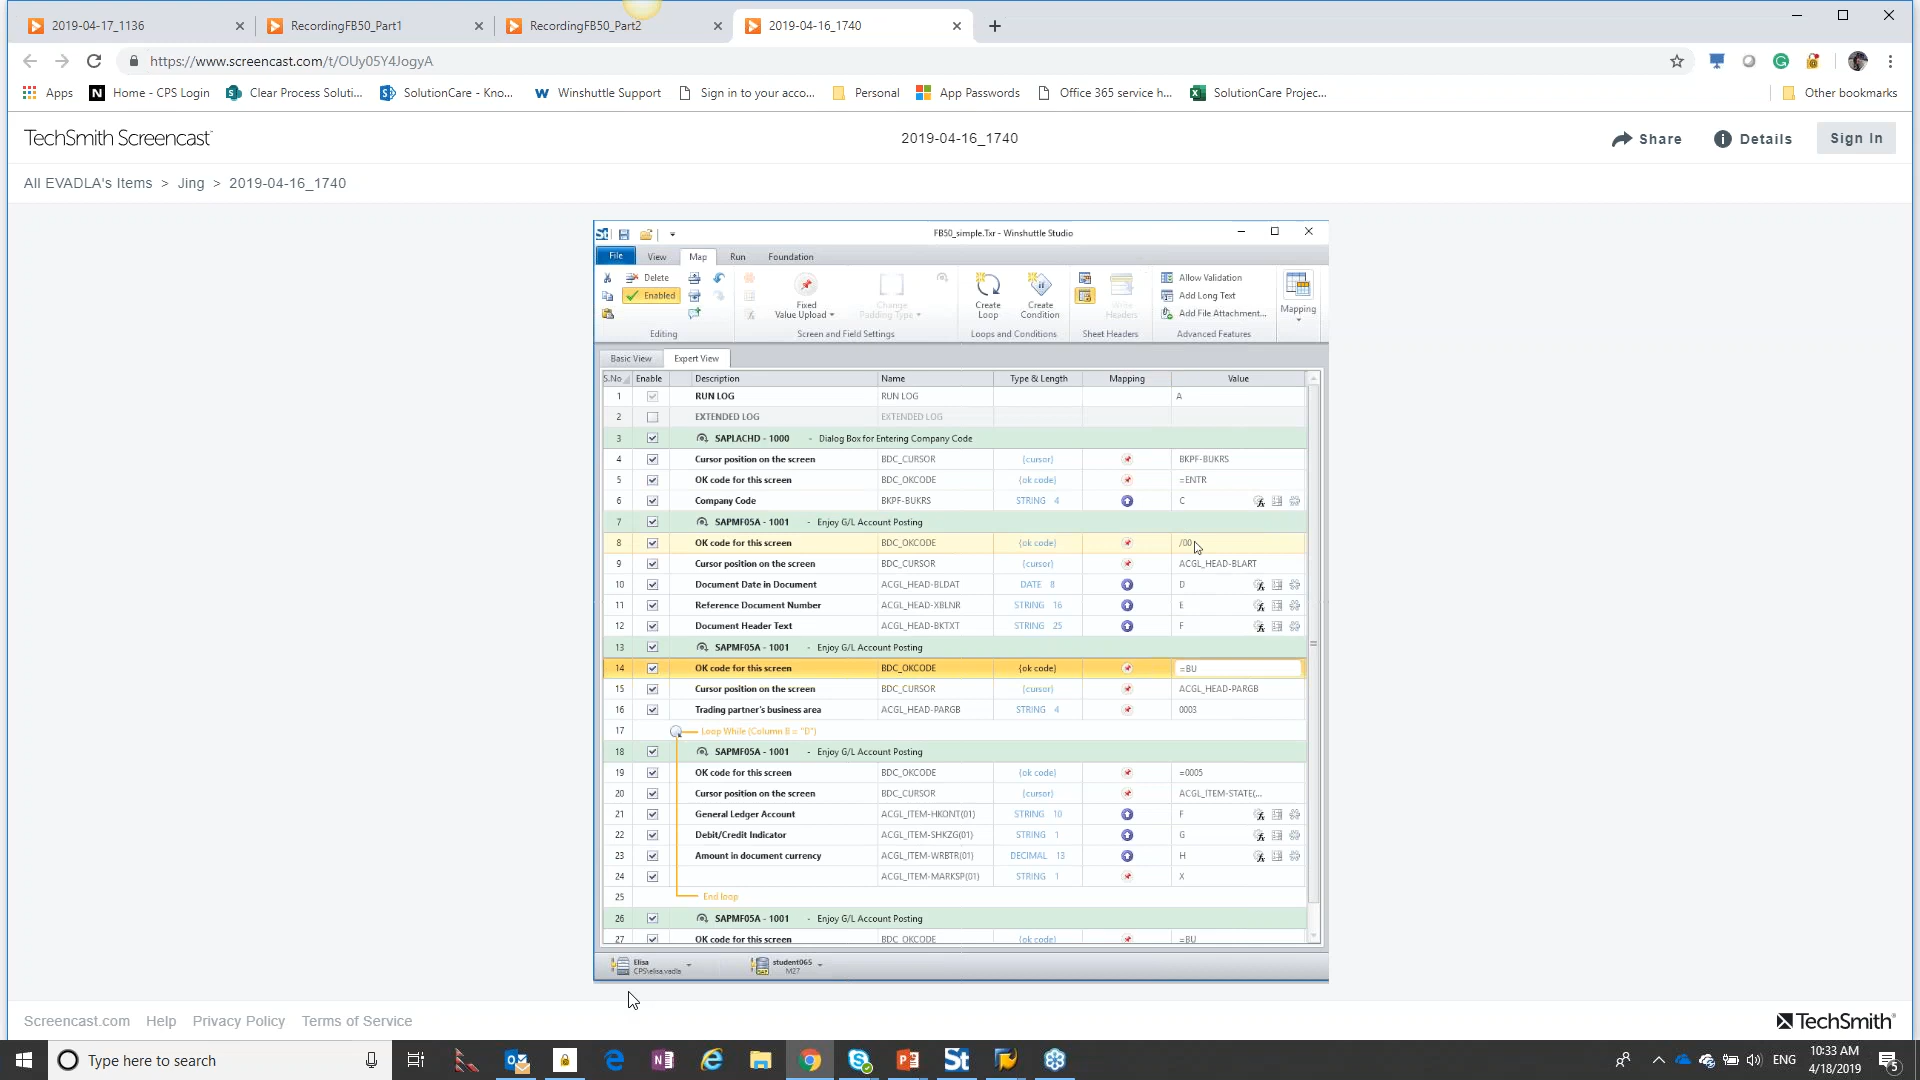 2019-04-17_1136
RecordingFB50_Part1
RecordingFB50_Part2
2019-04-16_1740
https://www.screencast.com/t/OUy05Y4JogyA
Apps
Home - CPS Login
Clear Process Soluti...
SolutionCare - Kno...
Winshuttle Support
Sign in to your acco...
Personal
App Passwords
Office 365 service h...
SolutionCare Projec...
Other bookmarks
TechSmith Screencast
2019-04-16_1740
Share
Details
Sign In
All EVADLA's Items > Jing > 2019-04-16_1740
FB50_simple.Txr - Winshuttle Studio
File View Map Run Foundation
Delete
Enabled
Editing
Fixed
Value Upload
Change
Padding Type
Screen and Field Settings
Create
Loop
Create
Condition
Loops and Conditions
Write
Headers
Sheet Headers
Allow Validation
Add Long Text
Add File Attachment...
Advanced Features
Mapping
Basic View Expert View
S.No Enable Description Name Type & Length Mapping Value
1 RUN LOG RUN LOG A
2 EXTENDED LOG EXTENDED LOG
3 SAPLACHD - 1000 - Dialog Box for Entering Company Code
4 Cursor position on the screen BDC_CURSOR {cursor} BKPF-BUKRS
5 OK code for this screen BDC_OKCODE {ok code} =ENTR
6 Company Code BKPF-BUKRS STRING 4 C
7 SAPMF05A - 1001 - Enjoy G/L Account Posting
8 OK code for this screen BDC_OKCODE {ok code} /00
9 Cursor position on the screen BDC_CURSOR {cursor} ACGL_HEAD-BLART
10 Document Date in Document ACGL_HEAD-BLDAT DATE 8 D
11 Reference Document Number ACGL_HEAD-XBLNR STRING 16 E
12 Document Header Text ACGL_HEAD-BKTXT STRING 25 F
13 SAPMF05A - 1001 - Enjoy G/L Account Posting
14 OK code for this screen BDC_OKCODE {ok code} =BU
15 Cursor position on the screen BDC_CURSOR {cursor} ACGL_HEAD-PARGB
16 Trading partner's business area ACGL_HEAD-PARGB STRING 4 0003
17 Loop While (Column B = "D")
18 SAPMF05A - 1001 - Enjoy G/L Account Posting
19 OK code for this screen BDC_OKCODE {ok code} =0005
20 Cursor position on the screen BDC_CURSOR {cursor} ACGL_ITEM-STATE(...
21 General Ledger Account ACGL_ITEM-HKONT(01) STRING 10 F
22 Debit/Credit Indicator ACGL_ITEM-SHKZG(01) STRING 1 G
23 Amount in document currency ACGL_ITEM-WRBTR(01) DECIMAL 13 H
24 ACGL_ITEM-MARKSP(01) STRING 1 X
25 End loop
26 SAPMF05A - 1001 - Enjoy G/L Account Posting
27 OK code for this screen BDC_OKCODE {ok code} =BU
Elisa
CPS\elisa.vadla
student065
M27
Screencast.com Help Privacy Policy Terms of Service
TechSmith
Type here to search
ENG
10:33 AM
4/18/2019
5